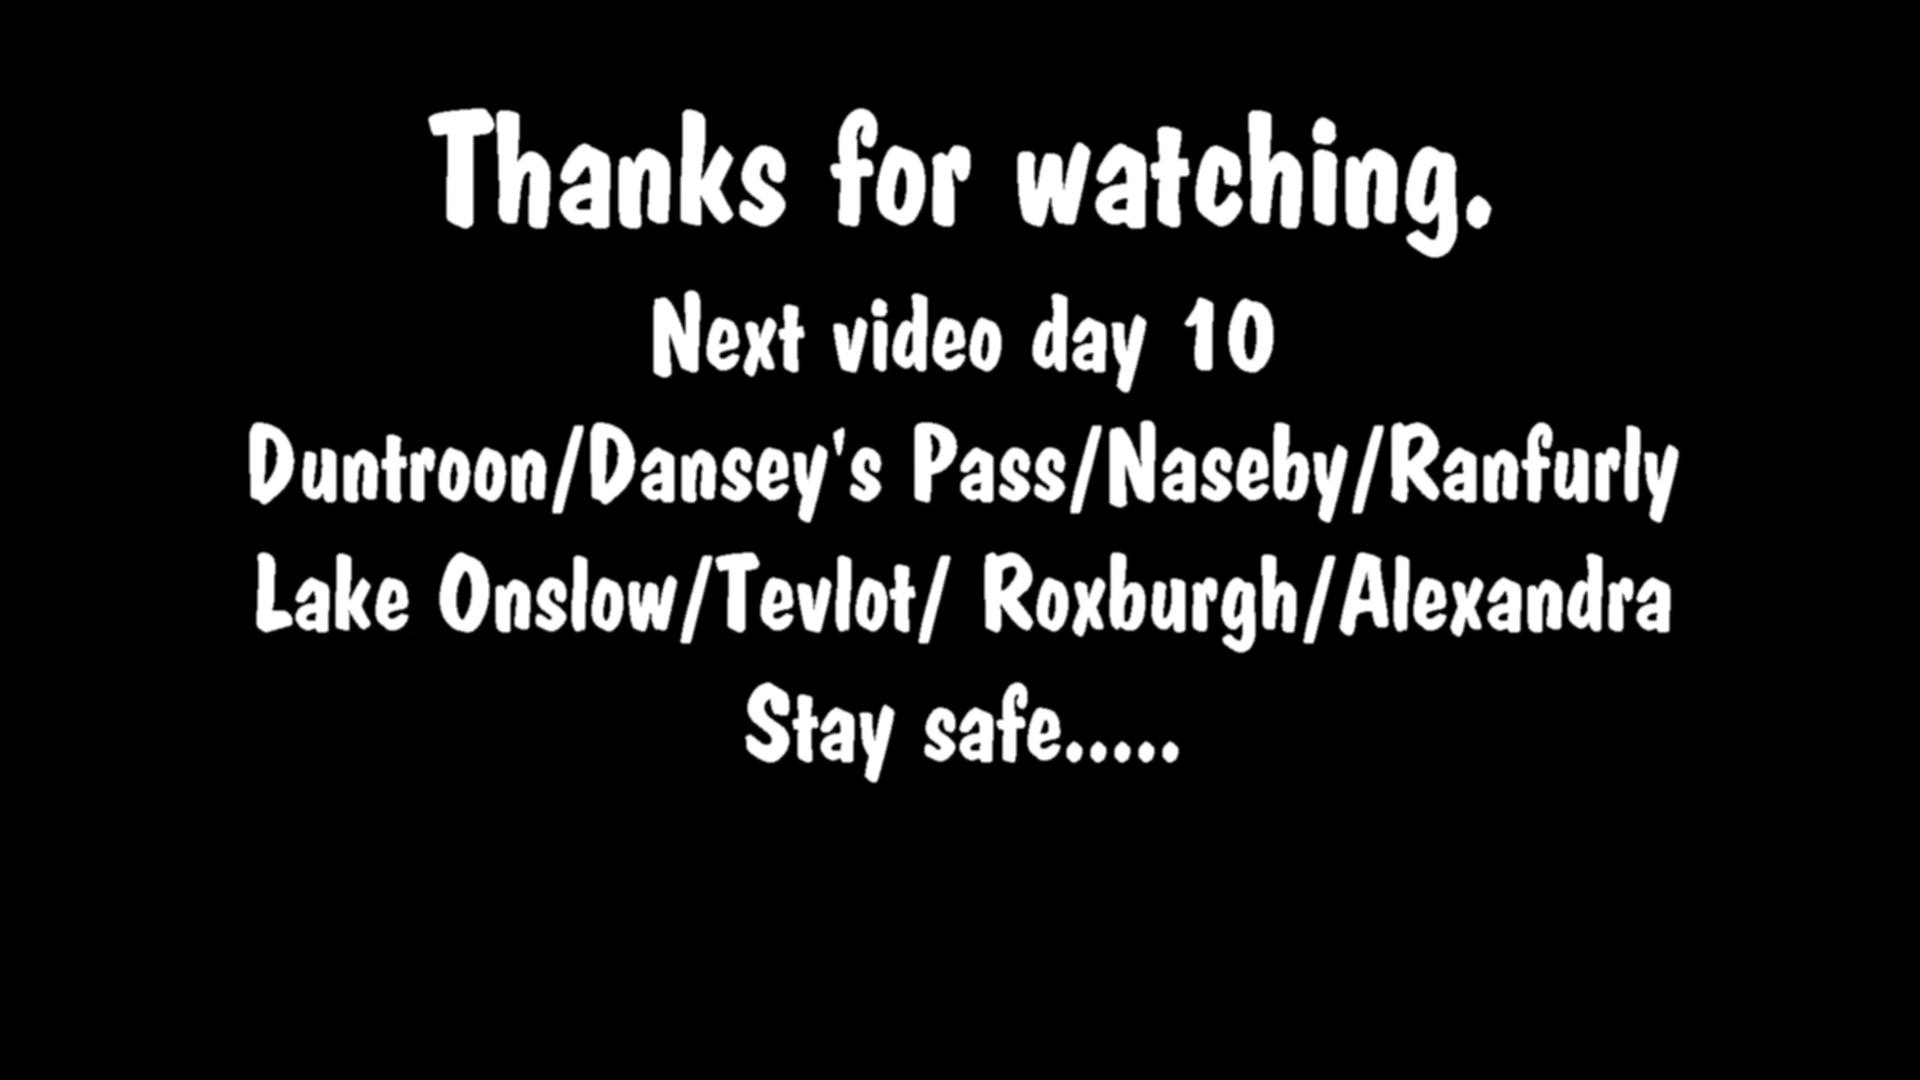 Thanks for watching.
Next video day 10
Duntroon/Dansey's Pass/Naseby/Ranfurly
Lake Onslow/Tevlot/ Roxburgh/Alexandra
Stay safe.....